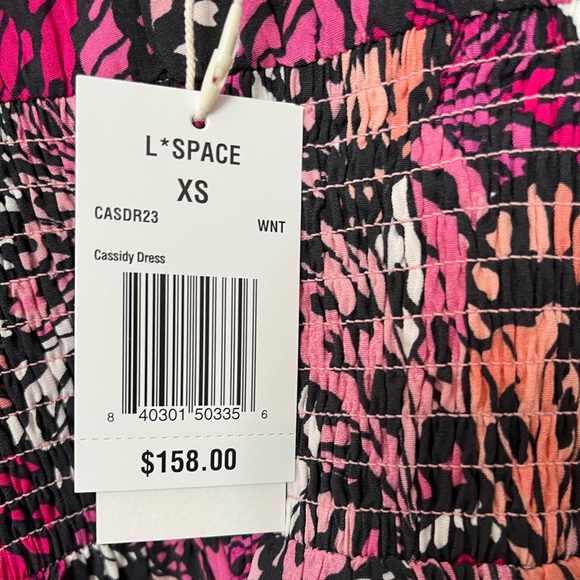 L*SPACE
XS
CASDR23 WNT
Cassidy Dress
8 40301 50335 6
$158.00